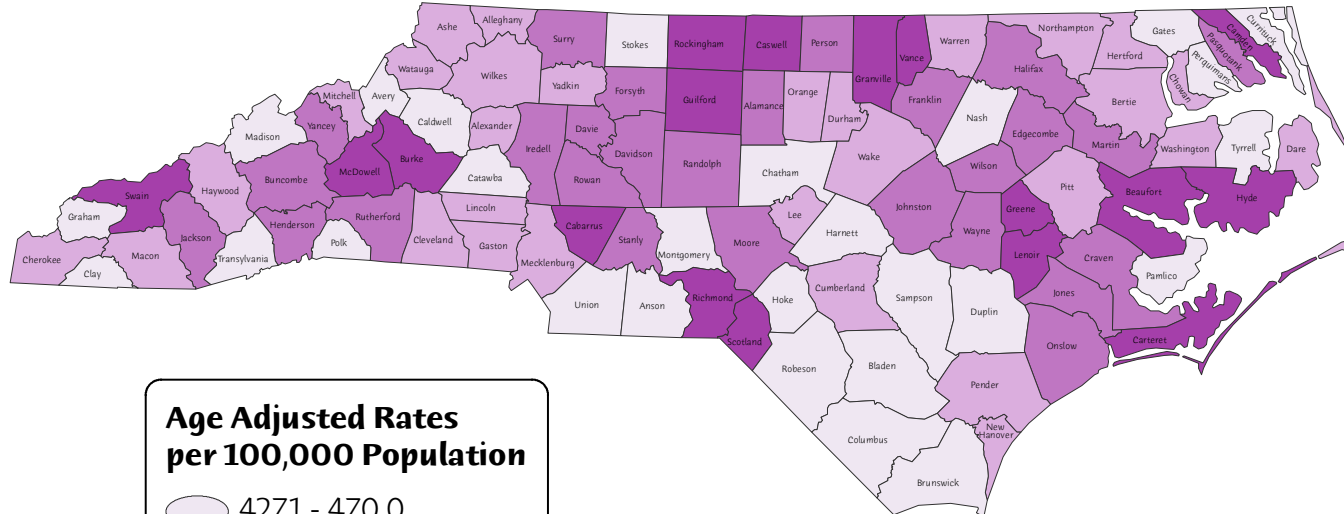 Ashe
Alleghany
Surry
Stokes
Rockingham
Caswell
Person
Granville
Vance
Warren
Northampton
Gates
Currituck
Camden
Pasquotank
Perquimans
Hertford
Halifax
Watauga
Wilkes
Yadkin
Forsyth
Guilford
Alamance
Orange
Durham
Franklin
Bertie
Chowan
Mitchell
Avery
Caldwell
Alexander
Davie
Nash
Edgecombe
Martin
Washington
Tyrrell
Dare
Madison
Yancey
Iredell
Davidson
Randolph
Wake
Wilson
McDowell
Burke
Catawba
Rowan
Chatham
Pitt
Beaufort
Hyde
Swain
Haywood
Buncombe
Graham
Rutherford
Lincoln
Lee
Johnston
Greene
Henderson
Cleveland
Gaston
Cabarrus
Stanly
Moore
Harnett
Wayne
Jackson
Polk
Montgomery
Lenoir
Craven
Cherokee
Macon
Transylvania
Mecklenburg
Clay
Pamlico
Union
Anson
Richmond
Hoke
Cumberland
Sampson
Duplin
Jones
Scotland
Onslow
Carteret
Robeson
Bladen
Pender
Columbus
New
Hanover
Brunswick
Age Adjusted Rates
per 100,000 Population
427.1 - 470.0